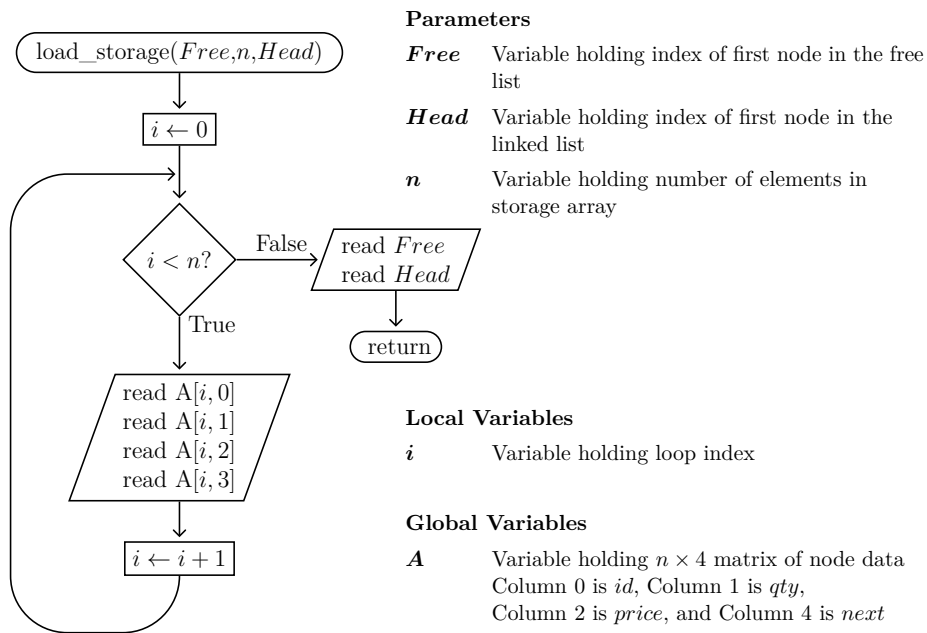 load_storage(Free,n,Head)
i ← 0
i < n?
False
True
read Free
read Head
return
read A[i, 0]
read A[i, 1]
read A[i, 2]
read A[i, 3]
i ← i + 1
Parameters
Free Variable holding index of first node in the free
list
Head Variable holding index of first node in the
linked list
n Variable holding number of elements in
storage array
Local Variables
i Variable holding loop index
Global Variables
A Variable holding n × 4 matrix of node data
Column 0 is id, Column 1 is qty,
Column 2 is price, and Column 4 is next